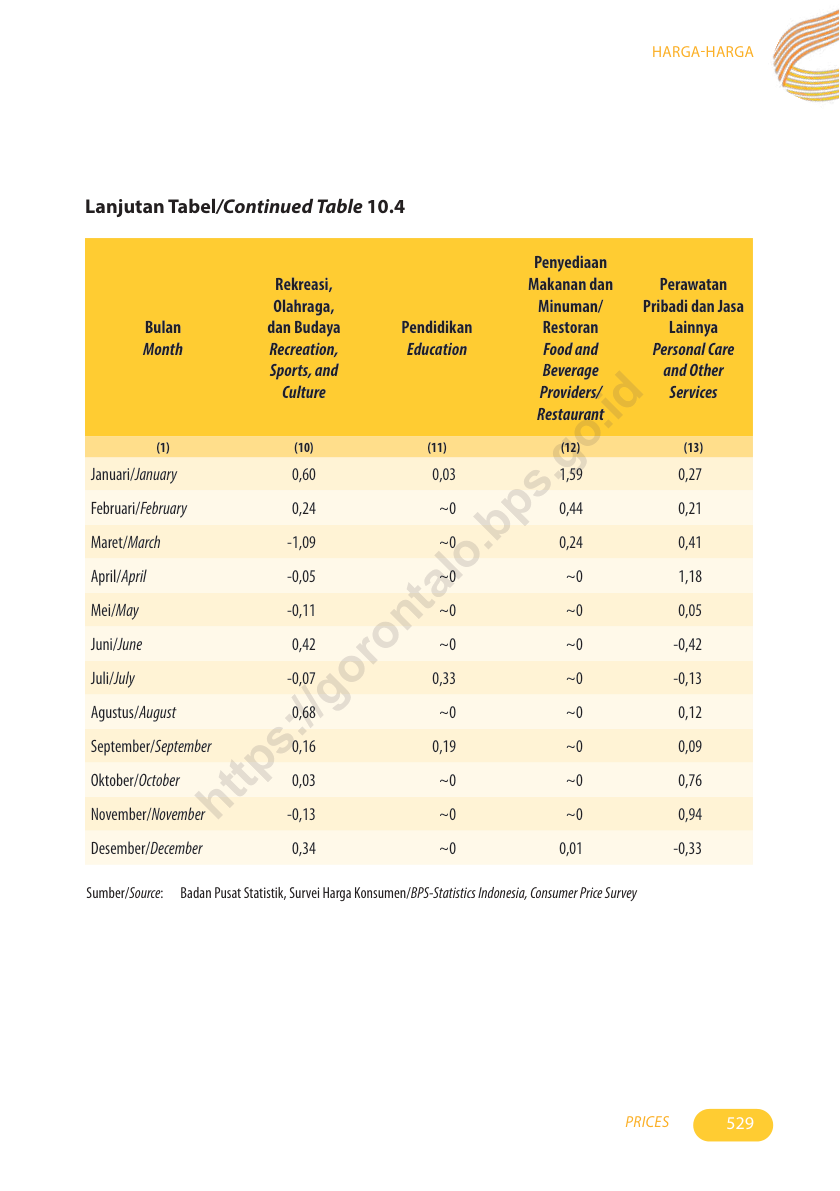 HARGA-HARGA
Lanjutan Tabel/Continued Table 10.4
Bulan
Month
Rekreasi,
Olahraga,
dan Budaya
Recreation,
Sports, and
Culture
Pendidikan
Education
Penyediaan
Makanan dan
Minuman/
Restoran
Food and
Beverage
Providers/
Restaurant
Perawatan
Pribadi dan Jasa
Lainnya
Personal Care
and Other
Services
(1) (10) (11) (12) (13)
Januari/January 0,60 0,03 1,59 0,27
Februari/February 0,24 ~0 0,44 0,21
Maret/March -1,09 ~0 0,24 0,41
April/April -0,05 ~0 ~0 1,18
Mei/May -0,11 ~0 ~0 0,05
Juni/June 0,42 ~0 ~0 -0,42
Juli/July -0,07 0,33 ~0 -0,13
Agustus/August 0,68 ~0 ~0 0,12
September/September 0,16 0,19 ~0 0,09
Oktober/October 0,03 ~0 ~0 0,76
November/November -0,13 ~0 ~0 0,94
Desember/December 0,34 ~0 0,01 -0,33
https://gorontalo.bps.go.id
Sumber/Source: Badan Pusat Statistik, Survei Harga Konsumen/BPS-Statistics Indonesia, Consumer Price Survey
PRICES 529